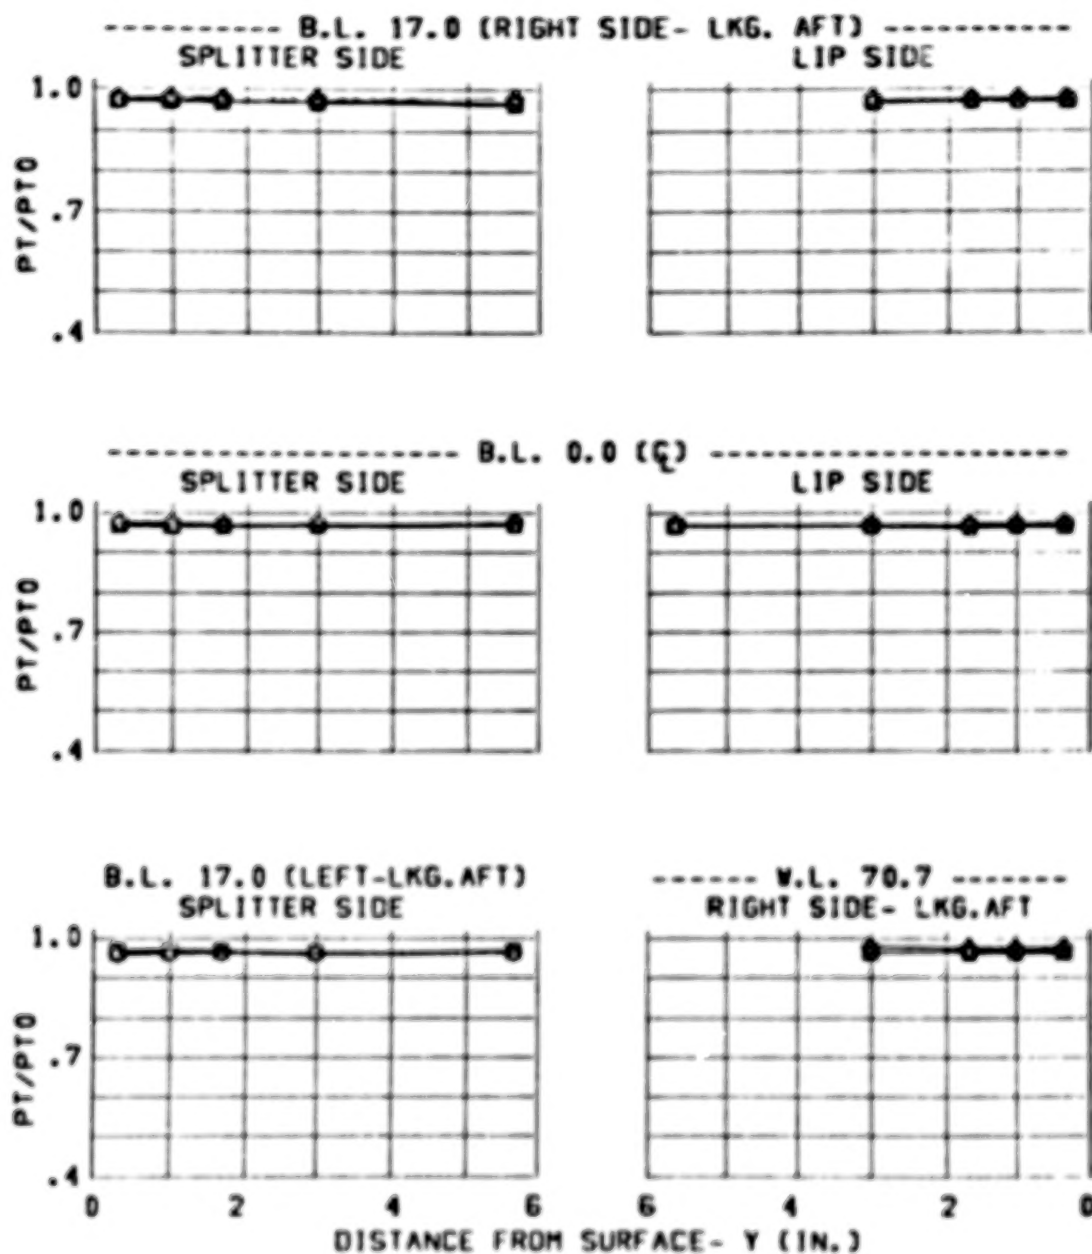 ---------- B.L. 17.0 (RIGHT SIDE- LKG. AFT) -----------
SPLITTER SIDE LIP SIDE
1.0
PT/PTO
.7
.4
--------------------- B.L. 0.0 (℄) ---------------------
SPLITTER SIDE LIP SIDE
1.0
PT/PTO
.7
.4
B.L. 17.0 (LEFT-LKG.AFT) ------ W.L. 70.7 -------
SPLITTER SIDE RIGHT SIDE- LKG.AFT
1.0
PT/PTO
.7
.4
0 2 4 6 6 4 2 0
DISTANCE FROM SURFACE- Y (IN.)